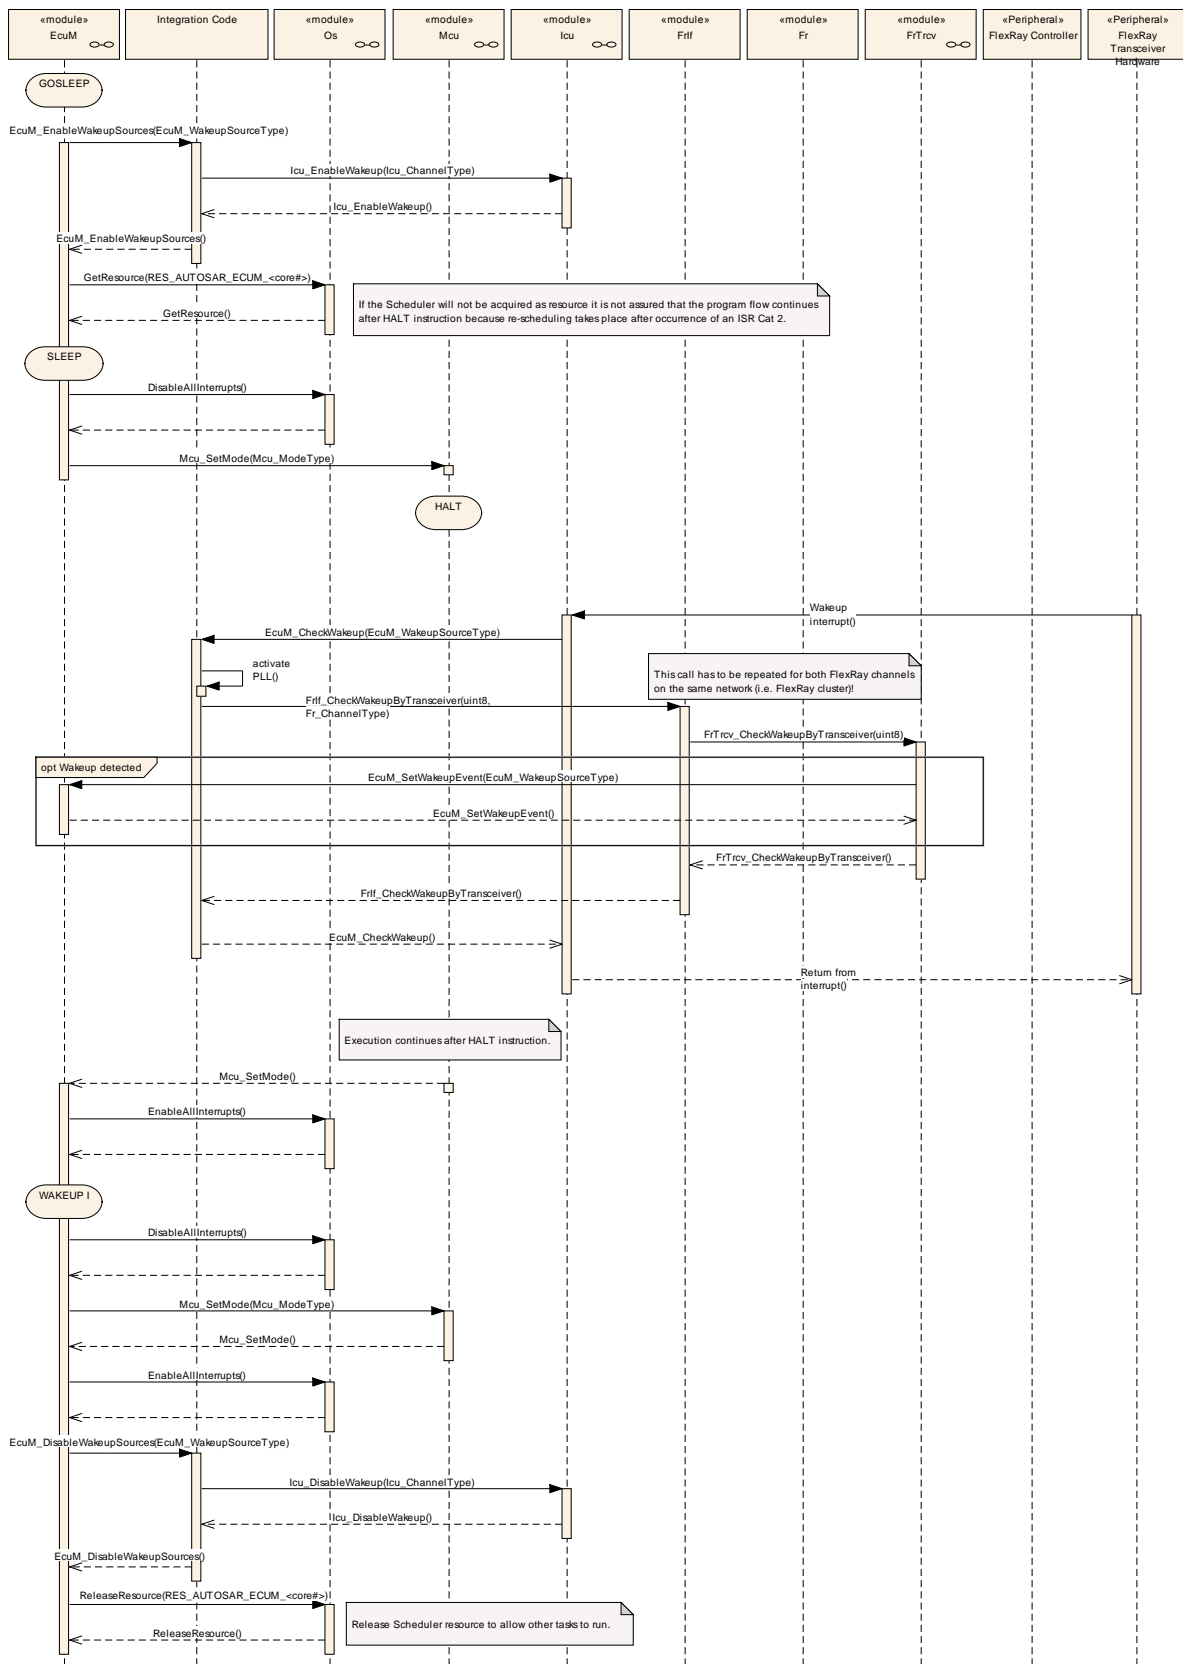 «module»
EcuM
Integration Code
«module»
Os
«module»
Mcu
«module»
Icu
«module»
FrIf
«module»
Fr
«module»
FrTrcv
«Peripheral»
FlexRay Controller
«Peripheral»
FlexRay
Transceiver
Hardware
GOSLEEP
EcuM_EnableWakeupSources(EcuM_WakeupSourceType)
Icu_EnableWakeup(Icu_ChannelType)
Icu_EnableWakeup()
EcuM_EnableWakeupSources()
GetResource(RES_AUTOSAR_ECUM_<core#>)
If the Scheduler will not be acquired as resource it is not assured that the program flow continues
after HALT instruction because re-scheduling takes place after occurrence of an ISR Cat 2.
GetResource()
SLEEP
DisableAllInterrupts()
Mcu_SetMode(Mcu_ModeType)
HALT
Wakeup
interrupt()
EcuM_CheckWakeup(EcuM_WakeupSourceType)
activate
PLL()
This call has to be repeated for both FlexRay channels
on the same network (i.e. FlexRay cluster)!
FrIf_CheckWakeupByTransceiver(uint8,
Fr_ChannelType)
FrTrcv_CheckWakeupByTransceiver(uint8)
opt Wakeup detected
EcuM_SetWakeupEvent(EcuM_WakeupSourceType)
EcuM_SetWakeupEvent()
FrTrcv_CheckWakeupByTransceiver()
FrIf_CheckWakeupByTransceiver()
EcuM_CheckWakeup()
Return from
interrupt()
Execution continues after HALT instruction.
Mcu_SetMode()
EnableAllInterrupts()
WAKEUP I
DisableAllInterrupts()
Mcu_SetMode(Mcu_ModeType)
Mcu_SetMode()
EnableAllInterrupts()
EcuM_DisableWakeupSources(EcuM_WakeupSourceType)
Icu_DisableWakeup(Icu_ChannelType)
Icu_DisableWakeup()
EcuM_DisableWakeupSources()
ReleaseResource(RES_AUTOSAR_ECUM_<core#>)
Release Scheduler resource to allow other tasks to run.
ReleaseResource()